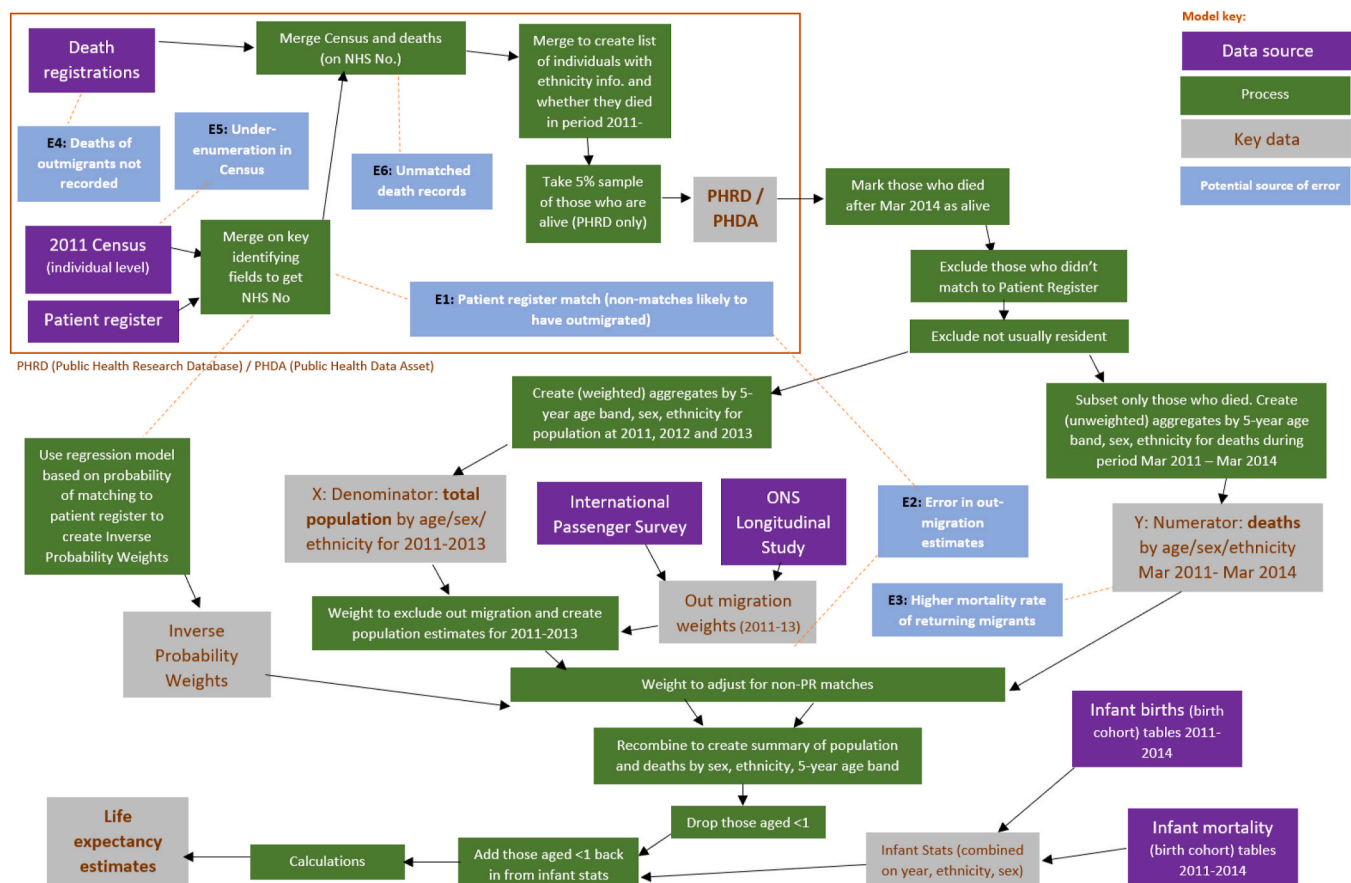 Model key:
Data source
Process
Key data
Potential source of error
Death
registrations
Merge Census and deaths
(on NHS No.)
Merge to create list
of individuals with
ethnicity info. and
whether they died
in period 2011-
E4: Deaths of
outmigrants not
recorded
E5: Under-
enumeration in
Census
E6: Unmatched
death records
Take 5% sample
of those who are
alive (PHRD only)
PHRD /
PHDA
Mark those who died
after Mar 2014 as alive
2011 Census
(individual level)
Merge on key
identifying
fields to get
NHS No
Patient register
E1: Patient register match (non-matches likely to
have outmigrated)
Exclude those who didn't
match to Patient Register
Exclude not usually resident
PHRD (Public Health Research Database) / PHDA (Public Health Data Asset)
Create (weighted) aggregates by 5-
year age band, sex, ethnicity for
population at 2011, 2012 and 2013
Subset only those who died. Create
(unweighted) aggregates by 5-year age
band, sex, ethnicity for deaths during
period Mar 2011 – Mar 2014
Use regression model
based on probability
of matching to
patient register to
create Inverse
Probability Weights
X: Denominator: total
population by age/sex/
ethnicity for 2011-2013
International
Passenger Survey
ONS
Longitudinal
Study
E2: Error in out-
migration
estimates
Y: Numerator: deaths
by age/sex/ethnicity
Mar 2011- Mar 2014
Inverse
Probability
Weights
Weight to exclude out migration and create
population estimates for 2011-2013
Out migration
weights (2011-13)
E3: Higher mortality rate
of returning migrants
Weight to adjust for non-PR matches
Recombine to create summary of population
and deaths by sex, ethnicity, 5-year age band
Infant births (birth
cohort) tables 2011-
2014
Drop those aged <1
Life
expectancy
estimates
Calculations
Add those aged <1 back
in from infant stats
Infant Stats (combined
on year, ethnicity, sex)
Infant mortality
(birth cohort) tables
2011-2014